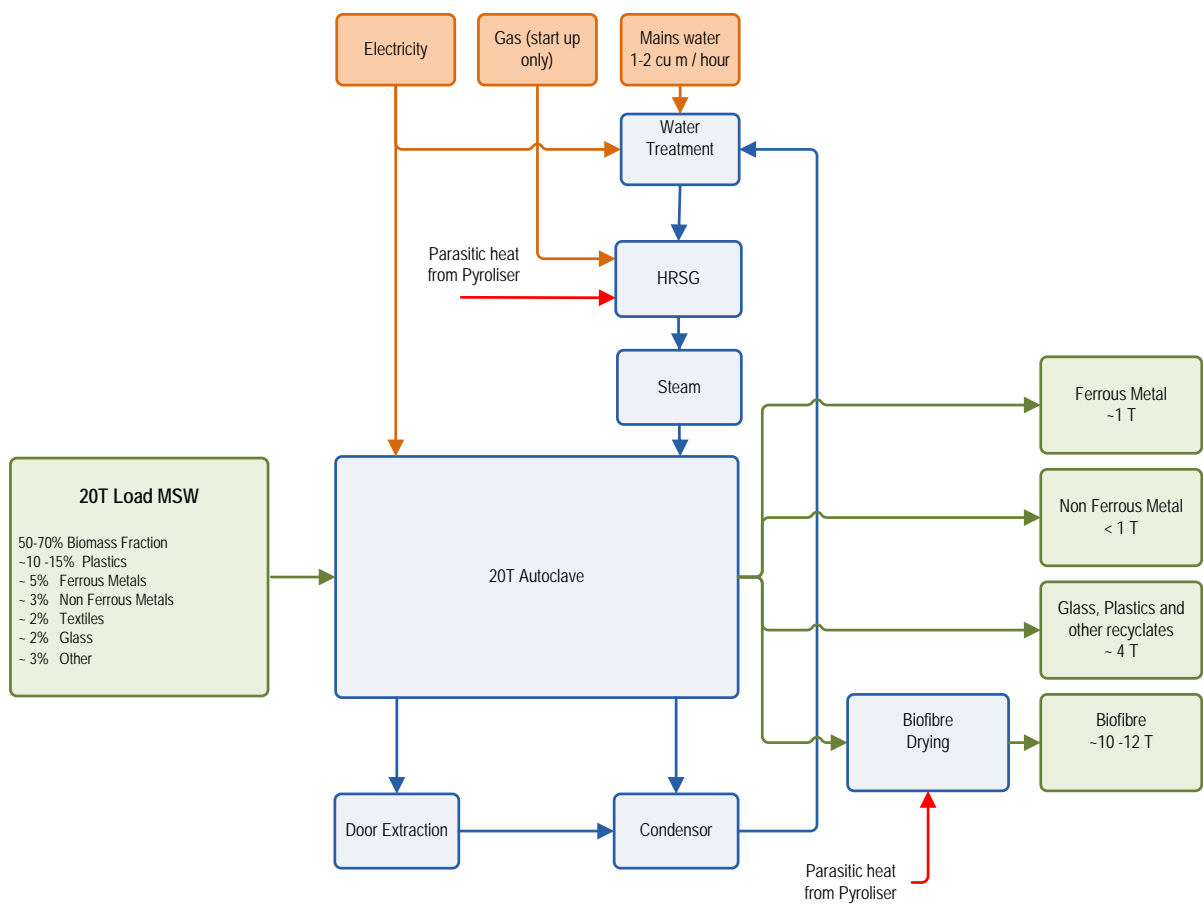 Electricity
Gas (start up
only)
Mains water
1-2 cu m / hour
Water
Treatment
Parasitic heat
from Pyroliser
HRSG
Steam
Ferrous Metal
~1 T
20T Load MSW
50-70% Biomass Fraction
~10 -15%  Plastics
~ 5%   Ferrous Metals
~ 3%   Non Ferrous Metals
~ 2%   Textiles
~ 2%   Glass
~ 3%   Other
20T Autoclave
Non Ferrous Metal
< 1 T
Glass, Plastics and
other recyclates
~ 4 T
Biofibre
Drying
Biofibre
~10 -12 T
Door Extraction
Condensor
Parasitic heat
from Pyroliser